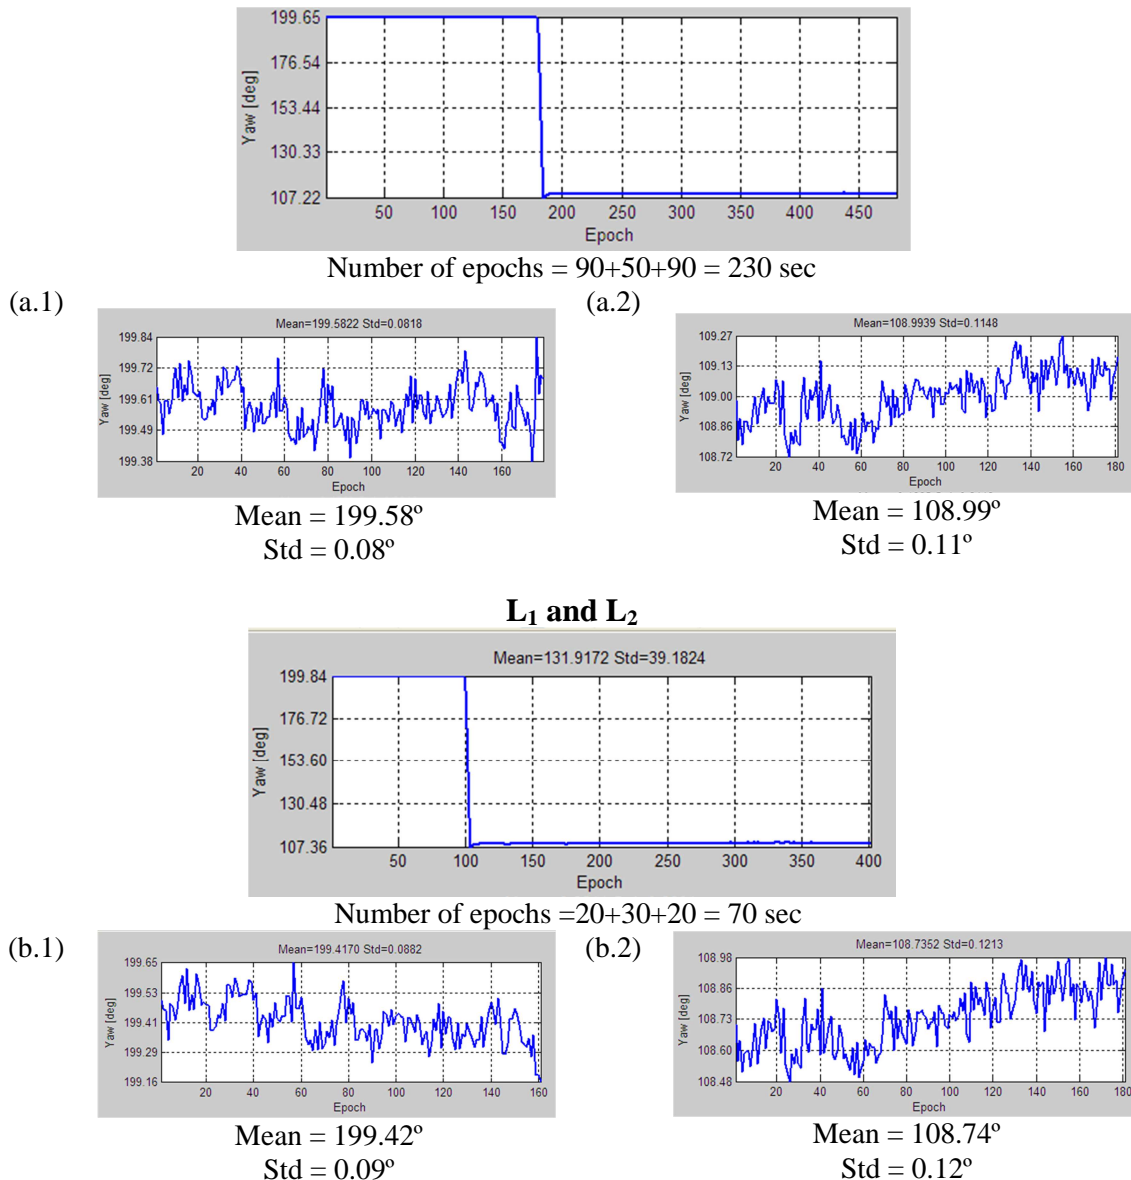 199.65
176.54
153.44
130.33
107.22
Yaw [deg]
50 100 150 200 250 300 350 400 450
Epoch
Number of epochs = 90+50+90 = 230 sec
(a.1)
Mean=199.5822 Std=0.0818
199.84
199.72
199.61
199.49
199.38
Yaw [deg]
20 40 60 80 100 120 140 160
Epoch
Mean = 199.58º
Std = 0.08º
(a.2)
Mean=108.9939 Std=0.1148
109.27
109.13
109.00
108.86
108.72
Yaw [deg]
20 40 60 80 100 120 140 160 180
Epoch
Mean = 108.99º
Std = 0.11º
L₁ and L₂
Mean=131.9172 Std=39.1824
199.84
176.72
153.60
130.48
107.36
Yaw [deg]
50 100 150 200 250 300 350 400
Epoch
Number of epochs =20+30+20 = 70 sec
(b.1)
Mean=199.4170 Std=0.0882
199.65
199.53
199.41
199.29
199.16
Yaw [deg]
20 40 60 80 100 120 140 160
Epoch
Mean = 199.42º
Std = 0.09º
(b.2)
Mean=108.7352 Std=0.1213
108.98
108.86
108.73
108.60
108.48
Yaw [deg]
20 40 60 80 100 120 140 160 180
Epoch
Mean = 108.74º
Std = 0.12º